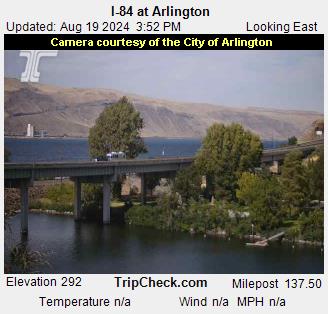 I-84 at Arlington
Updated: Aug 19 2024 3:52 PM Looking East
Camera courtesy of the City of Arlington
Elevation 292 TripCheck.com Milepost 137.50
Temperature n/a Wind n/a MPH n/a